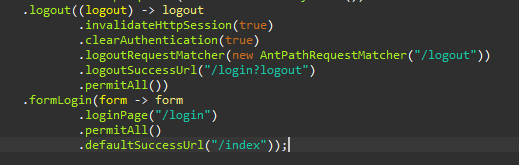 .logout((logout) -> logout
.invalidateHttpSession(true)
.clearAuthentication(true)
.logoutRequestMatcher(new AntPathRequestMatcher("/logout"))
.logoutSuccessUrl("/login?logout")
.permitAll())
.formLogin(form -> form
.loginPage("/login")
.permitAll()
.defaultSuccessUrl("/index"));